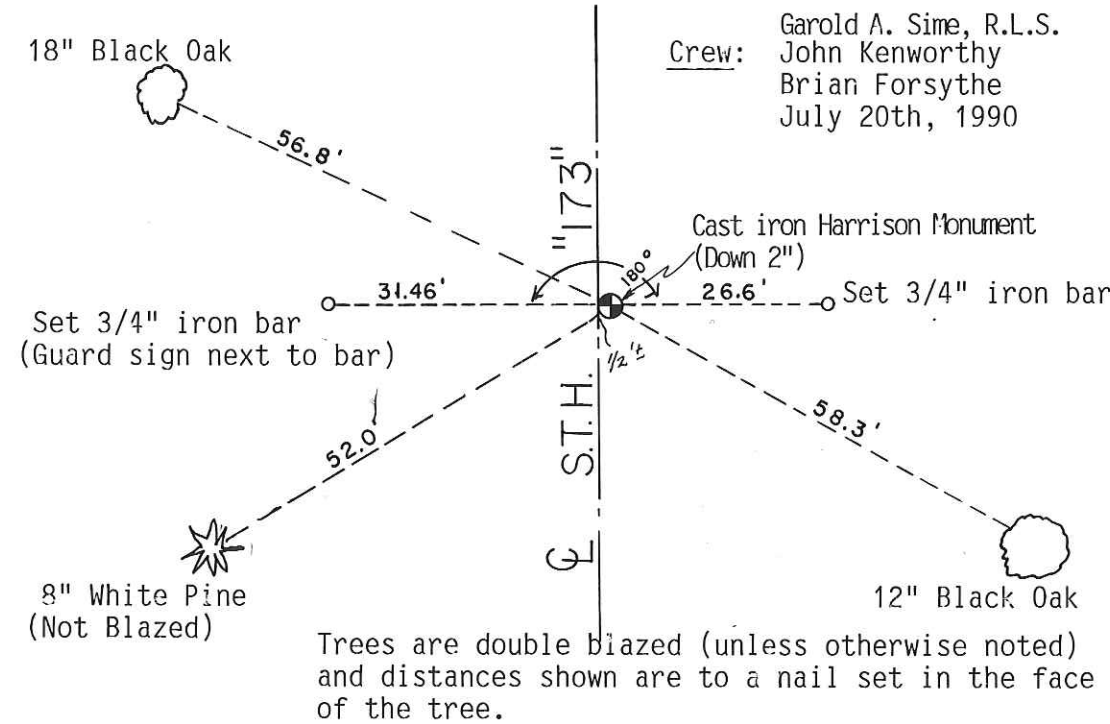 Garold A. Sime, R.L.S.
Crew: John Kenworthy
Brian Forsythe
July 20th, 1990
18" Black Oak
56.8'
"173"
Cast iron Harrison Monument
(Down 2")
180°
31.46'
26.6'
Set 3/4" iron bar
Set 3/4" iron bar
(Guard sign next to bar)
1/2'±
S.T.H.
52.0'
58.3'
℄
8" White Pine
(Not Blazed)
12" Black Oak
Trees are double blazed (unless otherwise noted)
and distances shown are to a nail set in the face
of the tree.